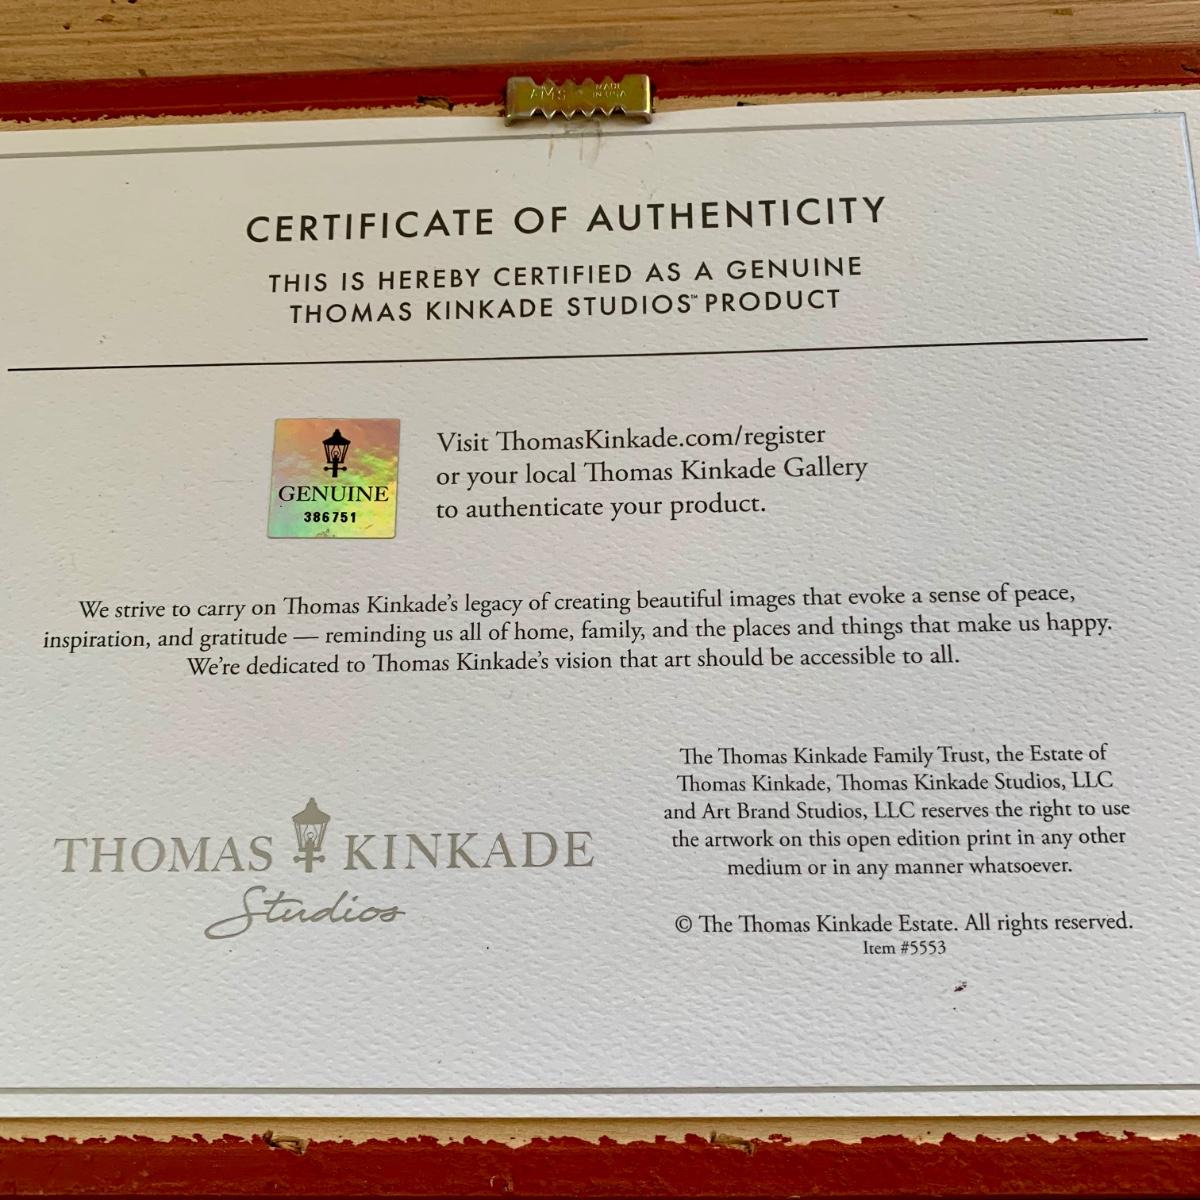 AMS MADE
IN USA
CERTIFICATE OF AUTHENTICITY
THIS IS HEREBY CERTIFIED AS A GENUINE
THOMAS KINKADE STUDIOS™ PRODUCT
GENUINE
386751
Visit ThomasKinkade.com/register
or your local Thomas Kinkade Gallery
to authenticate your product.
We strive to carry on Thomas Kinkade's legacy of creating beautiful images that evoke a sense of peace,
inspiration, and gratitude — reminding us all of home, family, and the places and things that make us happy.
We're dedicated to Thomas Kinkade's vision that art should be accessible to all.
THOMAS KINKADE
Studios
The Thomas Kinkade Family Trust, the Estate of
Thomas Kinkade, Thomas Kinkade Studios, LLC
and Art Brand Studios, LLC reserves the right to use
the artwork on this open edition print in any other
medium or in any manner whatsoever.
© The Thomas Kinkade Estate. All rights reserved.
Item #5553